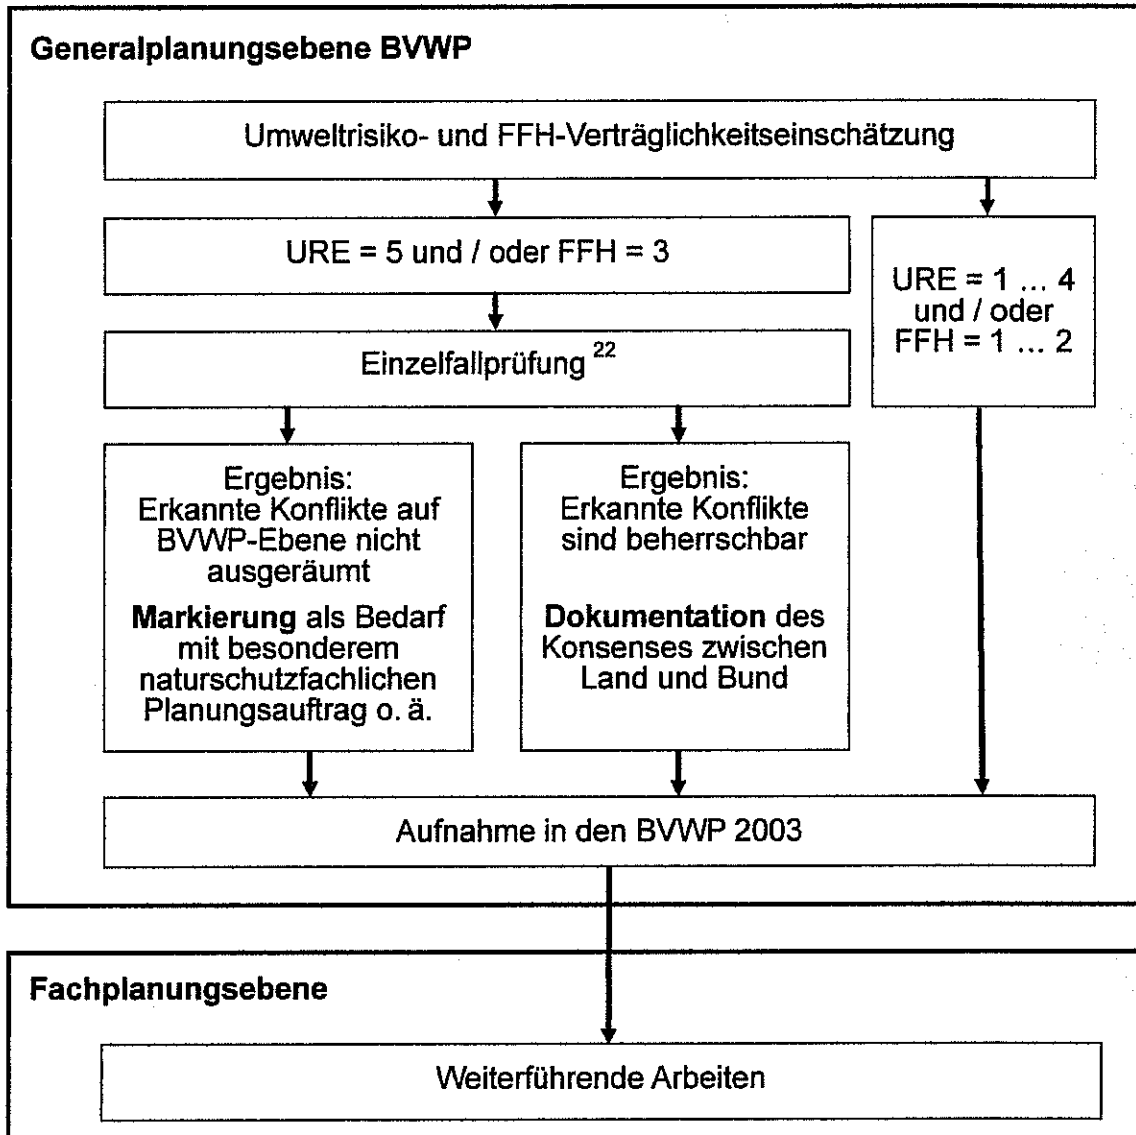 Generalplanungsebene BVWP
Umweltrisiko- und FFH-Verträglichkeitseinschätzung
URE = 5 und / oder FFH = 3
URE = 1 ... 4
und / oder
FFH = 1 ... 2
Einzelfallprüfung 22
Ergebnis:
Erkannte Konflikte auf
BVWP-Ebene nicht
ausgeräumt
Markierung als Bedarf
mit besonderem
naturschutzfachlichen
Planungsauftrag o. ä.
Ergebnis:
Erkannte Konflikte
sind beherrschbar
Dokumentation des
Konsenses zwischen
Land und Bund
Aufnahme in den BVWP 2003
Fachplanungsebene
Weiterführende Arbeiten